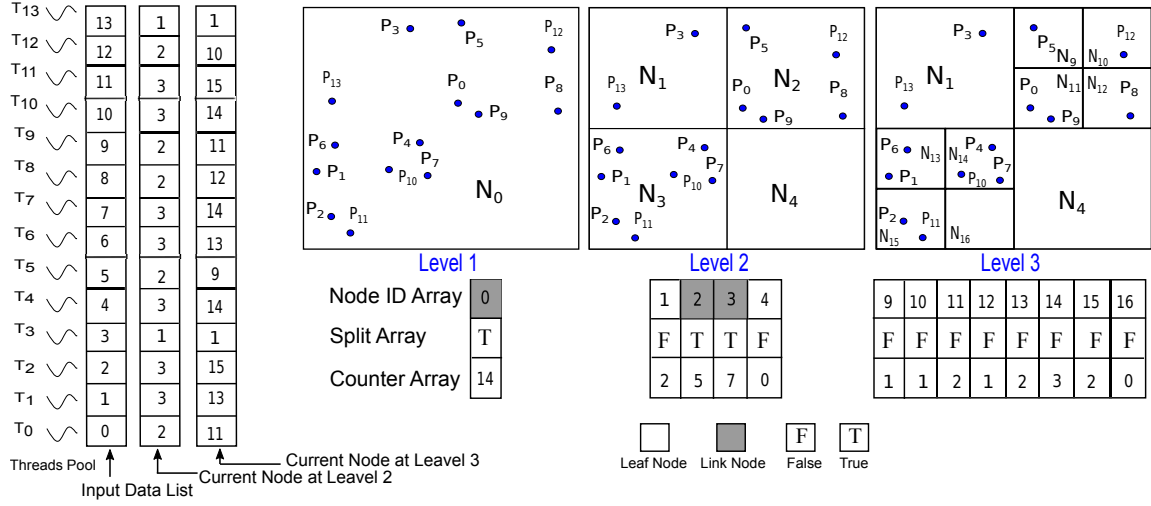 T13 13 1 1
T12 12 2 10
T11 11 3 15
T10 10 3 14
T9 9 2 11
T8 8 2 12
T7 7 3 14
T6 6 3 13
T5 5 2 9
T4 4 3 14
T3 3 1 1
T2 2 3 15
T1 1 3 13
T0 0 2 11
Threads Pool
Input Data List
Current Node at Leavel 2
Current Node at Leavel 3
P3 P5 P12
P13 P0 P8
P9
P6 P4
P1 P10 P7
N0
P2 P11
Level 1
P3 P5 P12
P13 N1 N2
P0 P8
P9
P6 P4
P1 P10 P7
N3 N4
P2 P11
Level 2
P3 P5 N9 N10 P12
P13 N1 P0 N11 N12 P8
P9
P6 N13 N14 P4
P1 P10 P7
N4
P2 P11
N15 N16
Level 3
Node ID Array 0
Split Array T
Counter Array 14
1 2 3 4
F T T F
2 5 7 0
9 10 11 12 13 14 15 16
F F F F F F F F
1 1 2 1 2 3 2 0
F T
Leaf Node Link Node False True